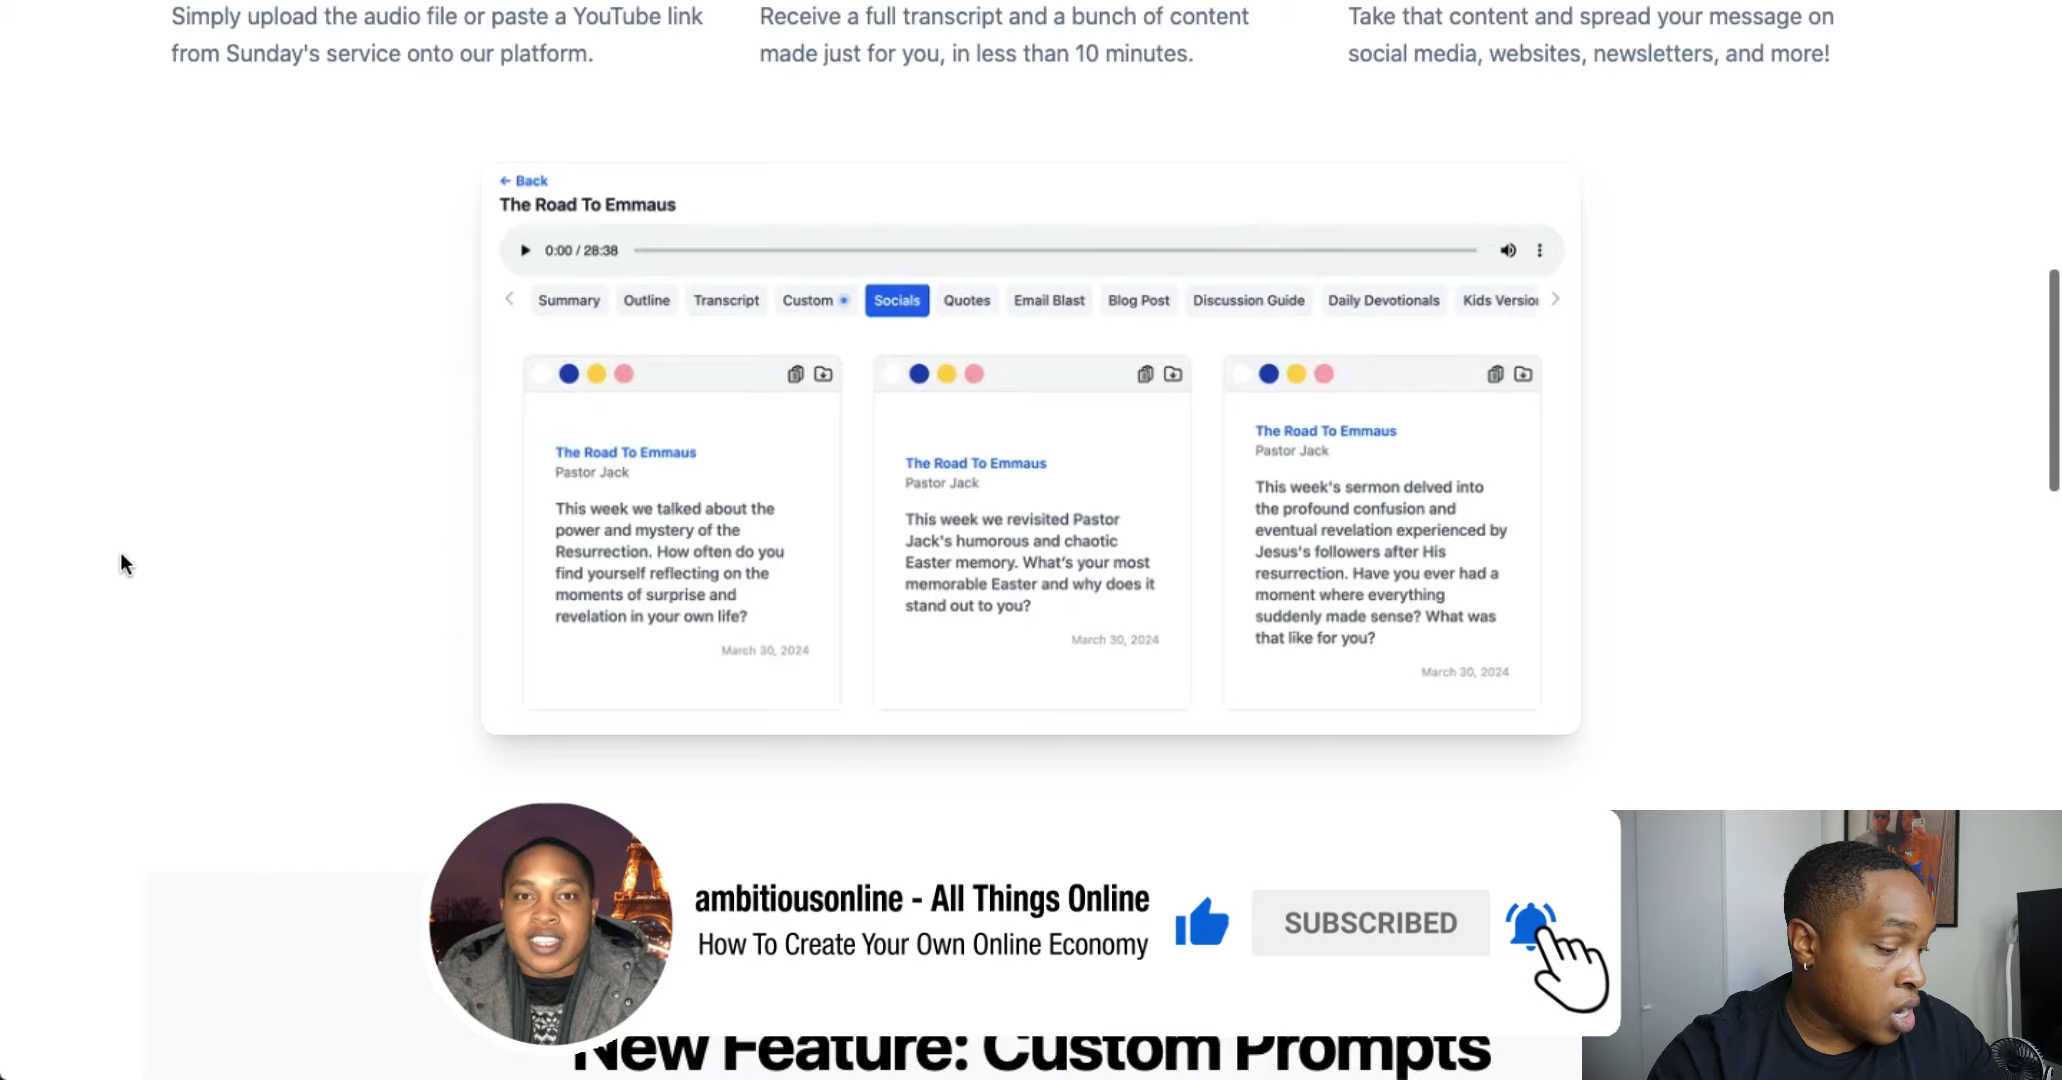 Simply upload the audio file or paste a YouTube link
from Sunday's service onto our platform.
Receive a full transcript and a bunch of content
made just for you, in less than 10 minutes.
Take that content and spread your message on
social media, websites, newsletters, and more!
← Back
The Road To Emmaus
0:00 / 28:38
Summary Outline Transcript Custom Socials Quotes Email Blast Blog Post Discussion Guide Daily Devotionals Kids Version
The Road To Emmaus
Pastor Jack
This week we talked about the
power and mystery of the
Resurrection. How often do you
find yourself reflecting on the
moments of surprise and
revelation in your own life?
March 30, 2024
The Road To Emmaus
Pastor Jack
This week we revisited Pastor
Jack's humorous and chaotic
Easter memory. What's your most
memorable Easter and why does it
stand out to you?
March 30, 2024
The Road To Emmaus
Pastor Jack
This week's sermon delved into
the profound confusion and
eventual revelation experienced by
Jesus's followers after His
resurrection. Have you ever had a
moment where everything
suddenly made sense? What was
that like for you?
March 30, 2024
ambitiousonline - All Things Online
How To Create Your Own Online Economy
SUBSCRIBED
New Feature: Custom Prompts